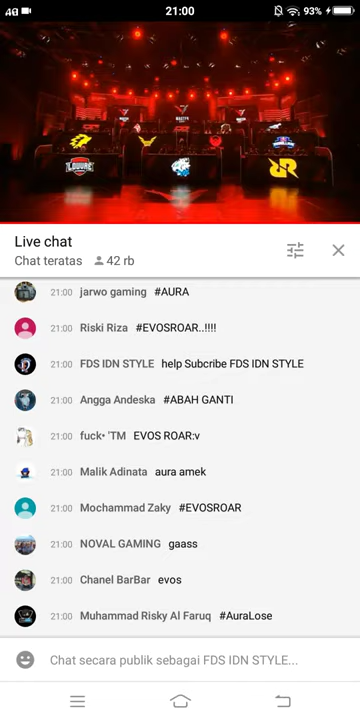 4G
21:00
93%
LOUVRE
Live chat
Chat teratas 42 rb
21:00 jarwo gaming #AURA
21:00 Riski Riza #EVOSROAR..!!!!
21:00 FDS IDN STYLE help Subcribe FDS IDN STYLE
21:00 Angga Andeska #ABAH GANTI
21:00 fuck• 'TM EVOS ROAR:v
21:00 Malik Adinata aura amek
21:00 Mochammad Zaky #EVOSROAR
21:00 NOVAL GAMING gaass
21:00 Chanel BarBar evos
21:00 Muhammad Risky Al Faruq #AuraLose
Chat secara publik sebagai FDS IDN STYLE...